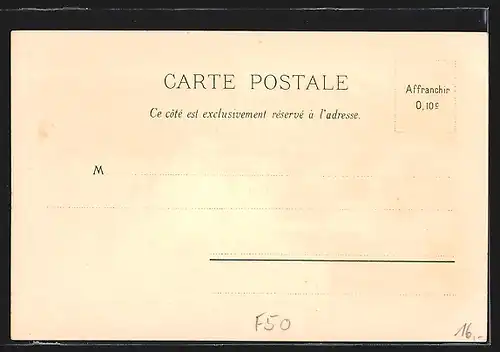 CARTE POSTALE
Affranchir
0,10c
Ce côté est exclusivement réservé à l'adresse.
M
F50
16,-